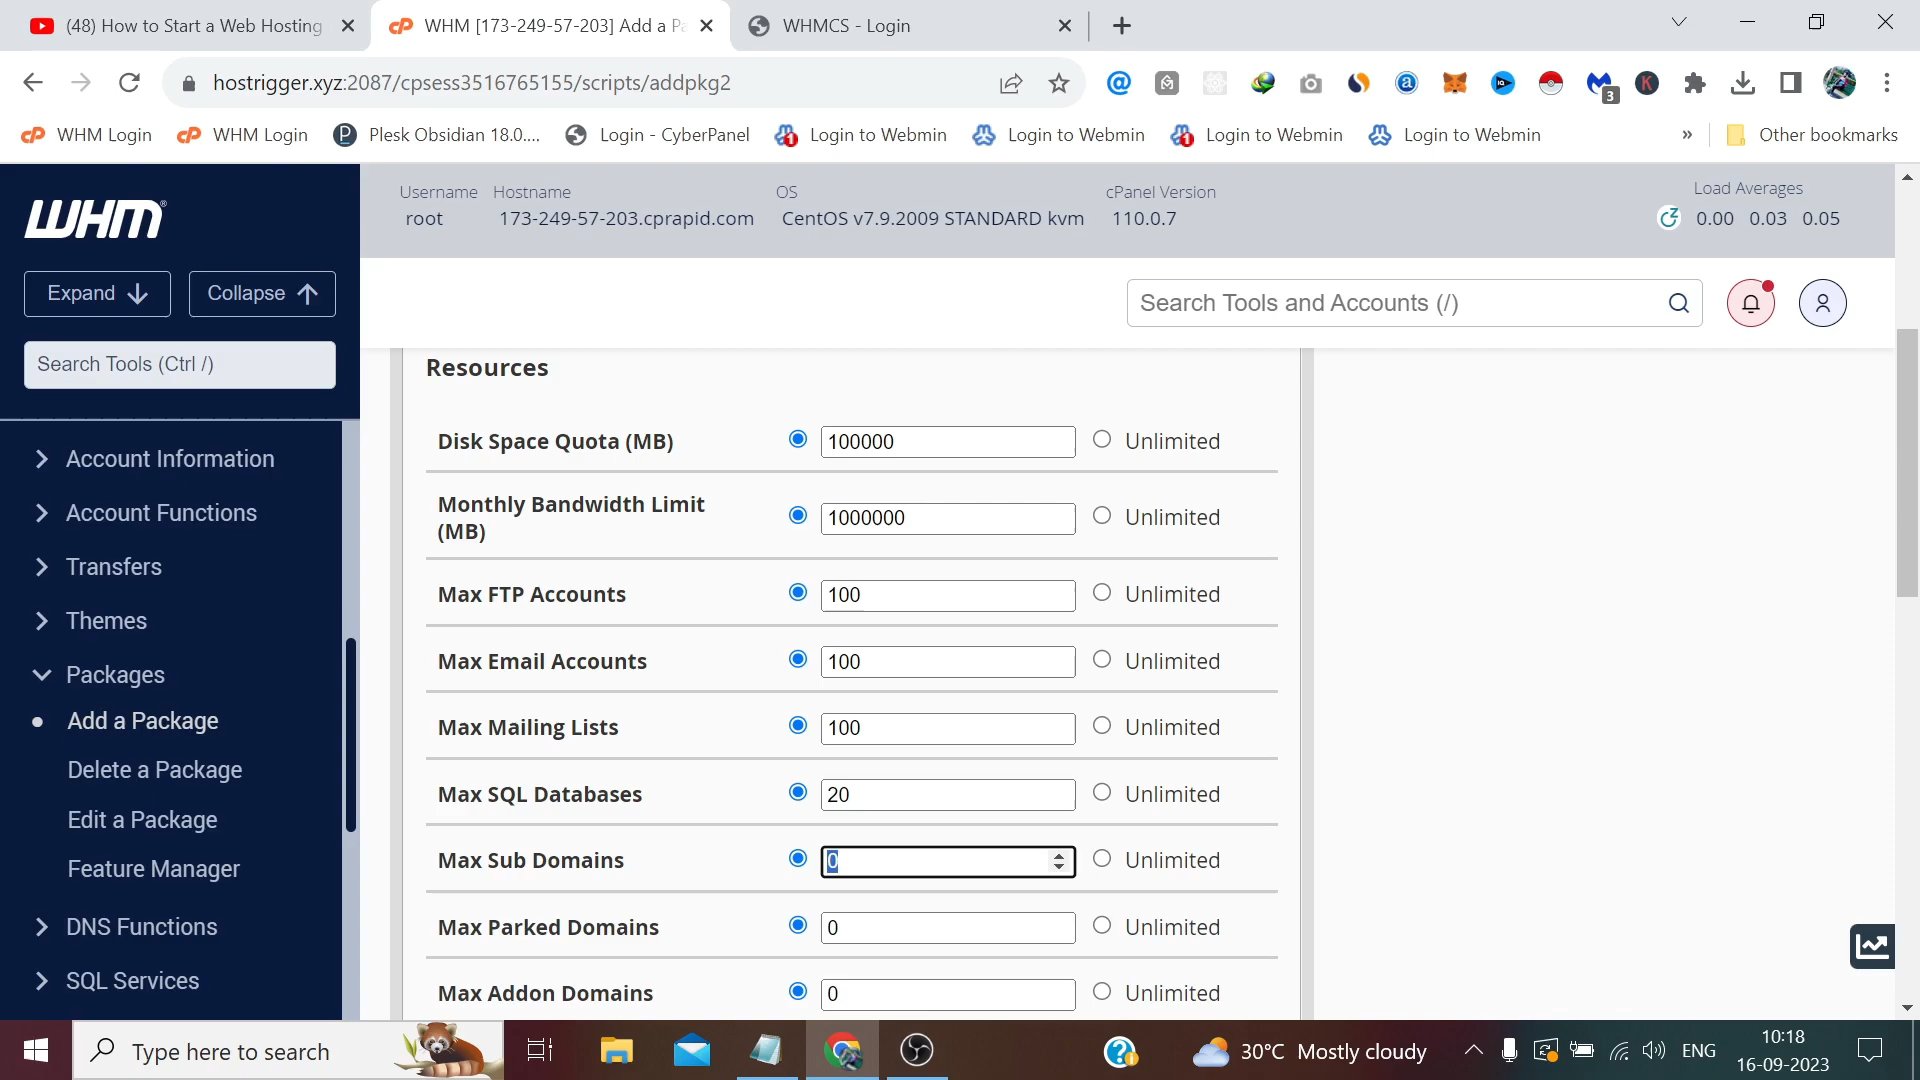 (48) How to Start a Web Hosting
WHM [173-249-57-203] Add a Pa
WHMCS - Login
hostrigger.xyz:2087/cpsess3516765155/scripts/addpkg2
3
WHM Login
WHM Login
Plesk Obsidian 18.0....
Login - CyberPanel
Login to Webmin
Login to Webmin
Login to Webmin
Login to Webmin
»
Other bookmarks
WHM®
Expand
Collapse
Search Tools (Ctrl /)
Username
root
Hostname
173-249-57-203.cprapid.com
OS
CentOS v7.9.2009 STANDARD kvm
cPanel Version
110.0.7
Load Averages
0.00 0.03 0.05
Search Tools and Accounts (/)
Account Information
Account Functions
Transfers
Themes
Packages
Add a Package
Delete a Package
Edit a Package
Feature Manager
DNS Functions
SQL Services
Resources
Disk Space Quota (MB) 100000 Unlimited
Monthly Bandwidth Limit
(MB) 1000000 Unlimited
Max FTP Accounts 100 Unlimited
Max Email Accounts 100 Unlimited
Max Mailing Lists 100 Unlimited
Max SQL Databases 20 Unlimited
Max Sub Domains 0 Unlimited
Max Parked Domains 0 Unlimited
Max Addon Domains 0 Unlimited
Type here to search
30°C Mostly cloudy
ENG
10:18
16-09-2023